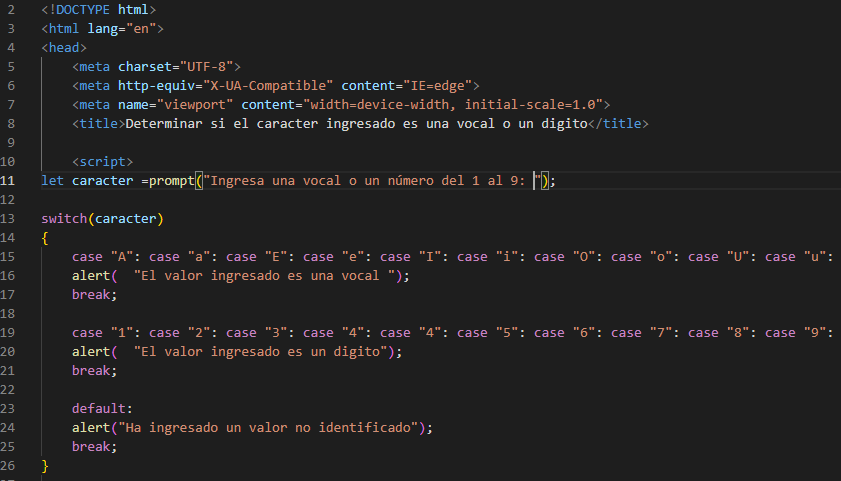 2 <!DOCTYPE html>
3 <html lang="en">
4 <head>
5 <meta charset="UTF-8">
6 <meta http-equiv="X-UA-Compatible" content="IE=edge">
7 <meta name="viewport" content="width=device-width, initial-scale=1.0">
8 <title>Determinar si el caracter ingresado es una vocal o un digito</title>
9
10 <script>
11 let caracter =prompt("Ingresa una vocal o un número del 1 al 9: ");
12
13 switch(caracter)
14 {
15 case "A": case "a": case "E": case "e": case "I": case "i": case "O": case "o": case "U": case "u":
16 alert(  "El valor ingresado es una vocal ");
17 break;
18
19 case "1": case "2": case "3": case "4": case "4": case "5": case "6": case "7": case "8": case "9":
20 alert(  "El valor ingresado es un digito");
21 break;
22
23 default:
24 alert("Ha ingresado un valor no identificado");
25 break;
26 }